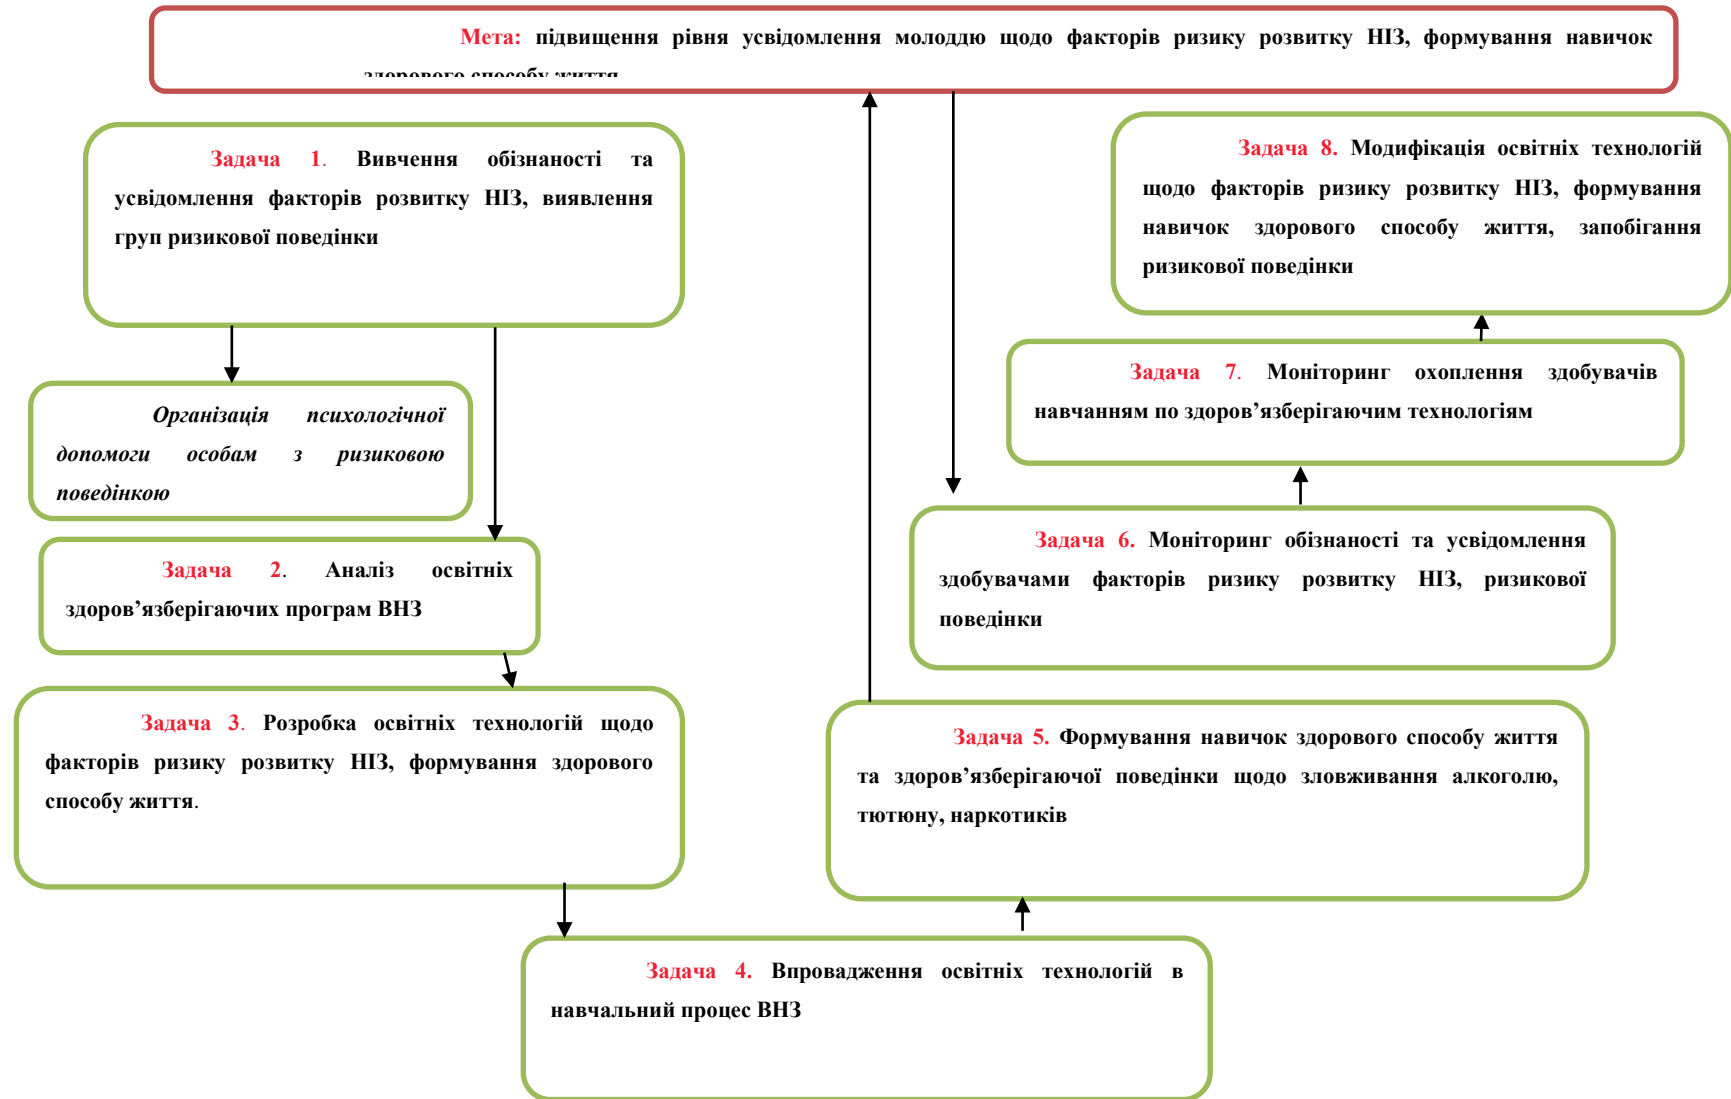 Мета: підвищення рівня усвідомлення молоддю щодо факторів ризику розвитку НІЗ, формування навичок
здорового способу життя
Задача 1. Вивчення обізнаності та
усвідомлення факторів розвитку НІЗ, виявлення
груп ризикової поведінки
Організація психологічної
допомоги особам з ризиковою
поведінкою
Задача 2. Аналіз освітніх
здоров’язберігаючих програм ВНЗ
Задача 3. Розробка освітніх технологій щодо
факторів ризику розвитку НІЗ, формування здорового
способу життя.
Задача 4. Впровадження освітніх технологій в
навчальний процес ВНЗ
Задача 5. Формування навичок здорового способу життя
та здоров’язберігаючої поведінки щодо зловживання алкоголю,
тютюну, наркотиків
Задача 6. Моніторинг обізнаності та усвідомлення
здобувачами факторів ризику розвитку НІЗ, ризикової
поведінки
Задача 7. Моніторинг охоплення здобувачів
навчанням по здоров’язберігаючим технологіям
Задача 8. Модифікація освітніх технологій
щодо факторів ризику розвитку НІЗ, формування
навичок здорового способу життя, запобігання
ризикової поведінки